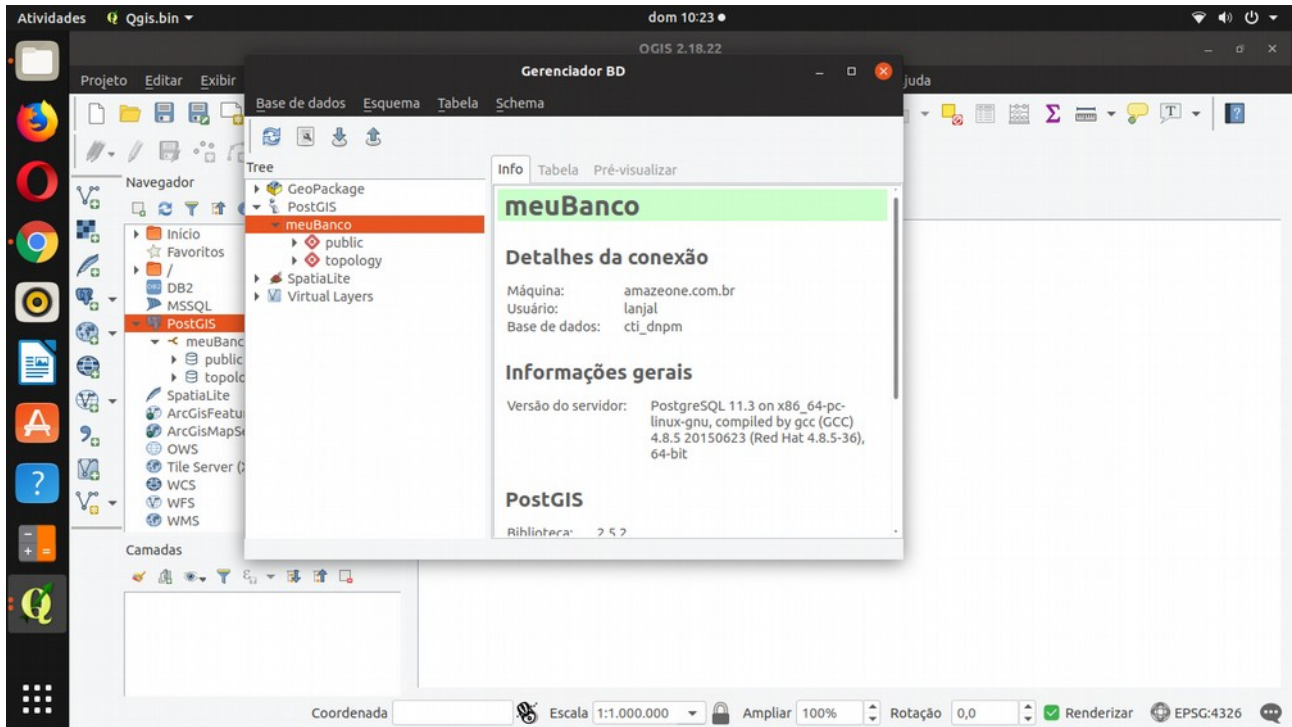 Atividades Qgis.bin dom 10:23
QGIS 2.18.22
Gerenciador BD
Projeto Editar Exibir juda
Base de dados Esquema Tabela Schema
Tree
GeoPackage
PostGIS
meuBanco
public
topology
SpatiaLite
Virtual Layers
Info Tabela Pré-visualizar
meuBanco
Detalhes da conexão
Máquina: amazeone.com.br
Usuário: lanjal
Base de dados: cti_dnpm
Informações gerais
Versão do servidor: PostgreSQL 11.3 on x86_64-pc-
linux-gnu, compiled by gcc (GCC)
4.8.5 20150623 (Red Hat 4.8.5-36),
64-bit
PostGIS
Biblioteca: 2.5.2
Navegador
Início
Favoritos
/
DB2
MSSQL
PostGIS
meuBanc
public
topolo
SpatiaLite
ArcGisFeatu
ArcGisMapSe
OWS
Tile Server (
WCS
WFS
WMS
Camadas
Coordenada Escala 1:1.000.000 Ampliar 100% Rotação 0,0 Renderizar EPSG:4326